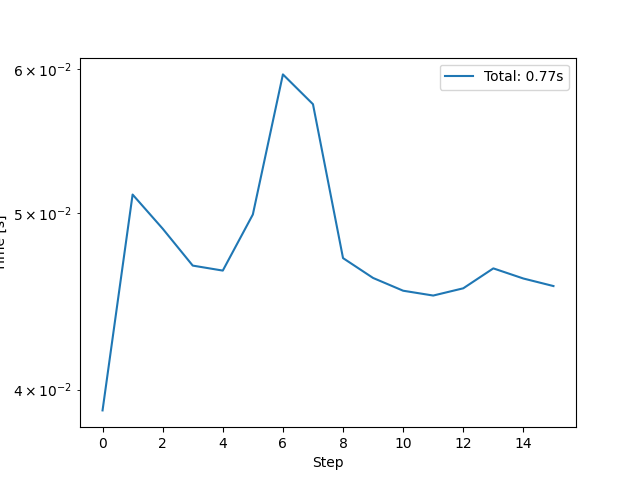 Total: 0.77s
6 × 10⁻²
5 × 10⁻²
4 × 10⁻²
Time [s]
0 2 4 6 8 10 12 14
Step